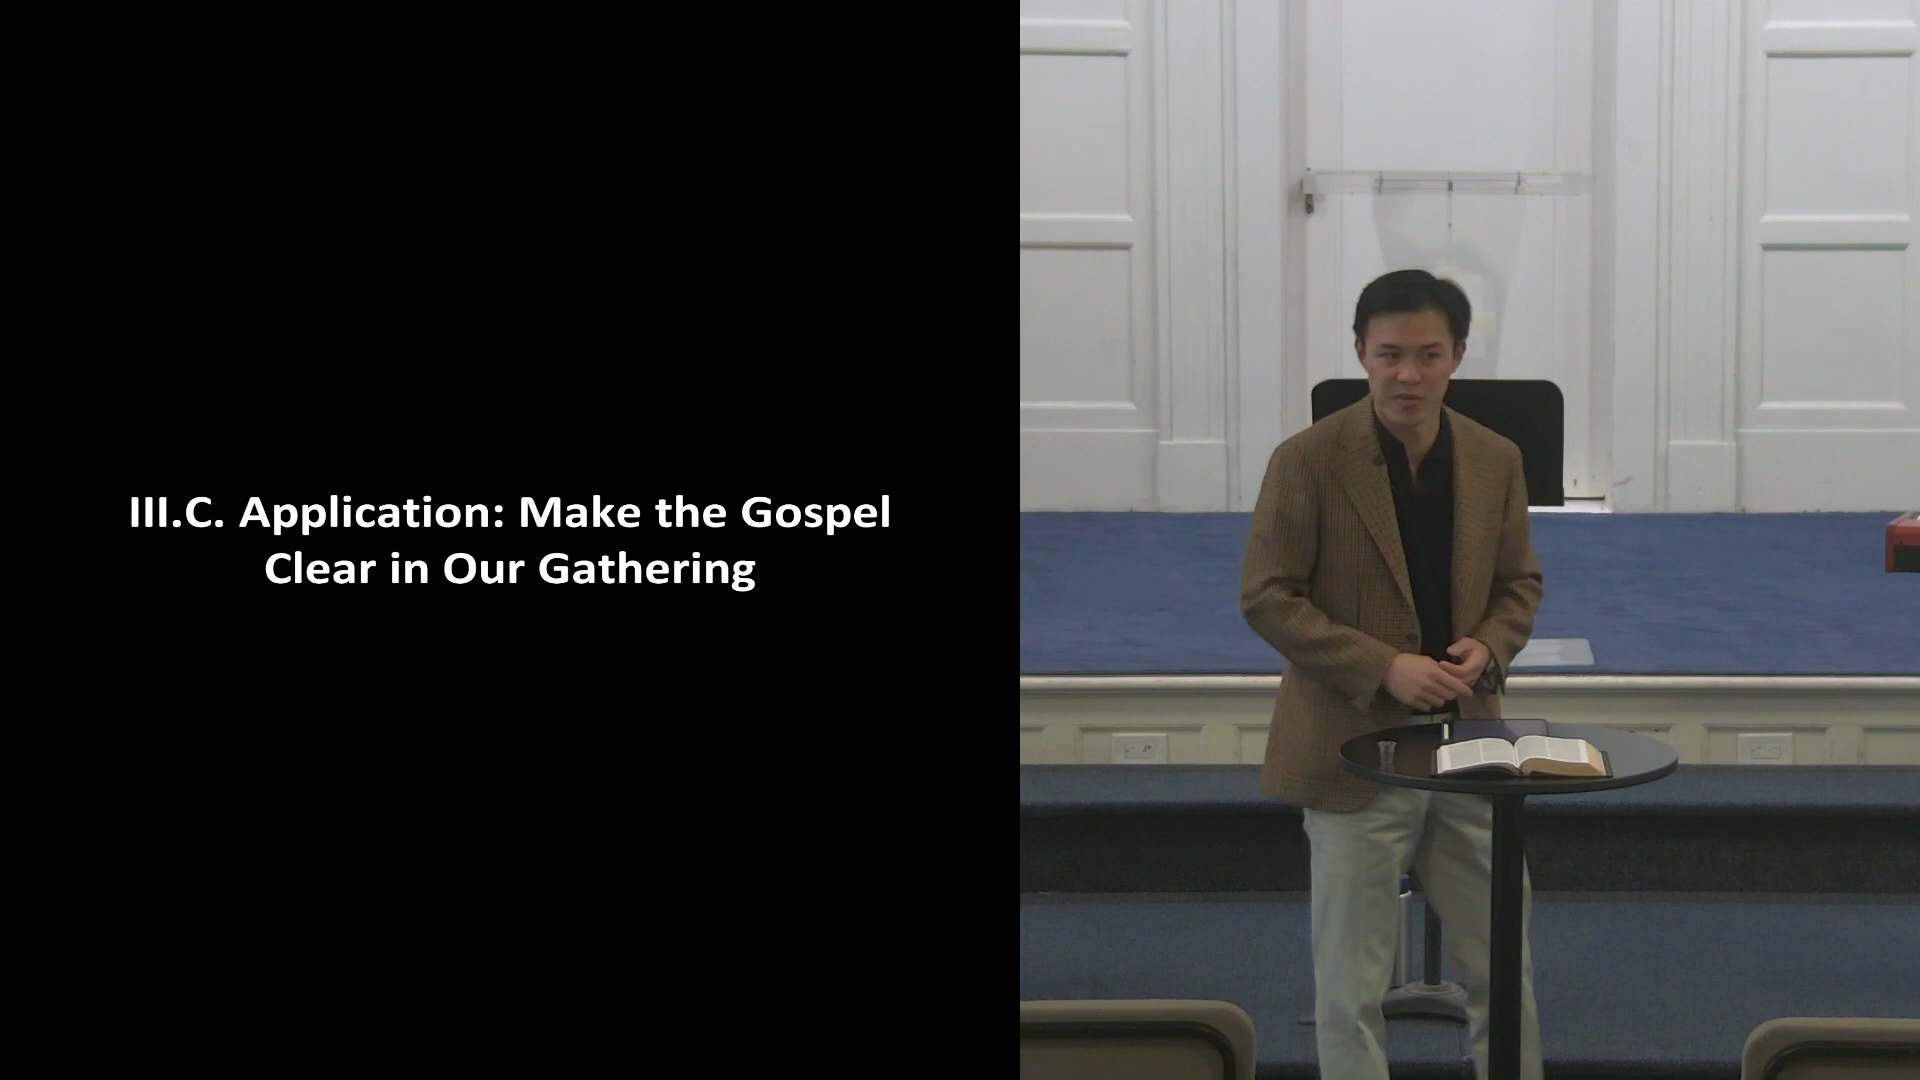 III.C. Application: Make the Gospel
Clear in Our Gathering